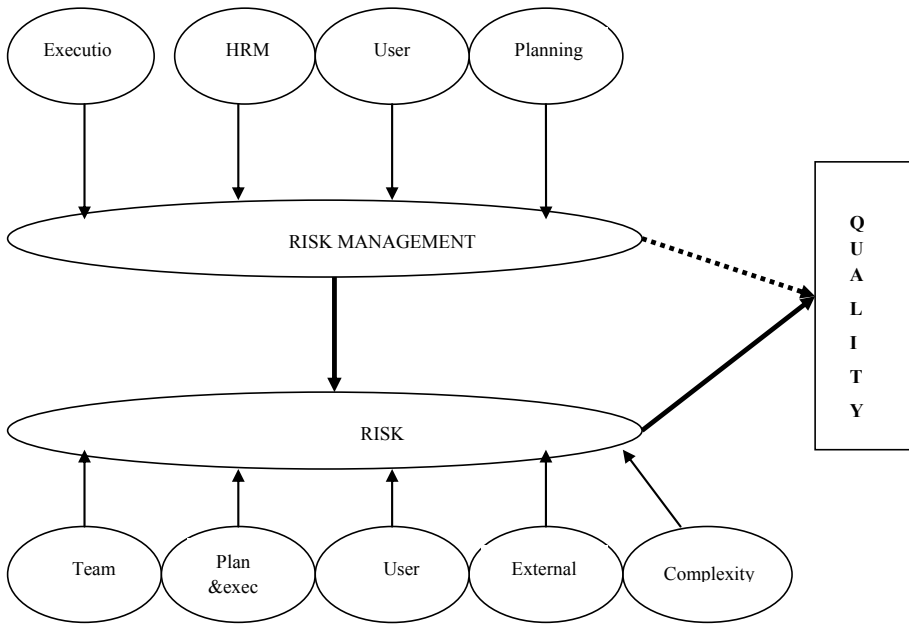 Executio
HRM
User
Planning
RISK MANAGEMENT
Q
U
A
L
I
T
Y
RISK
Team
Plan
&exec
User
External
Complexity